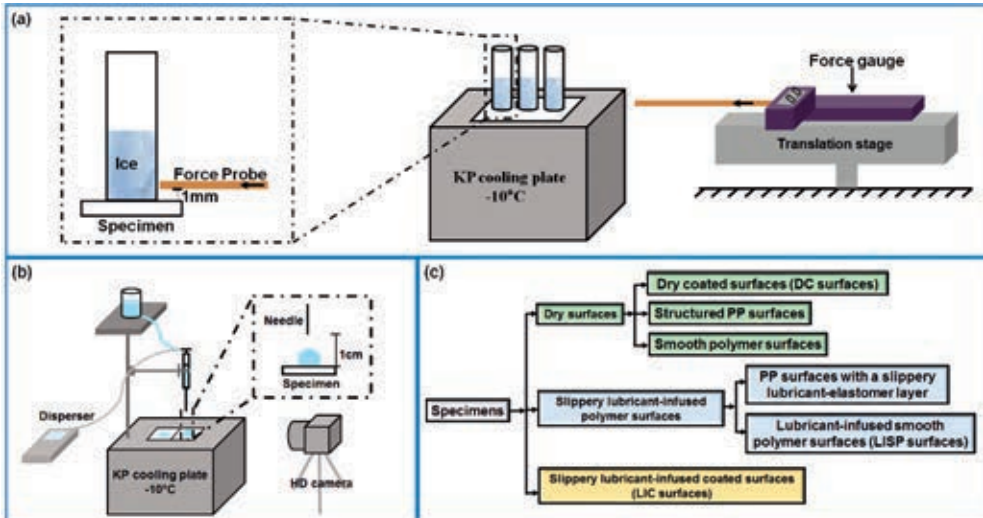 (a)
Ice
Force Probe
1mm
Specimen
KP cooling plate
-10°C
Force gauge
0.0
Translation stage
(b)
Needle
1cm
Specimen
Disperser
KP cooling plate
-10°C
HD camera
(c)
Specimens
Dry surfaces
Dry coated surfaces (DC surfaces)
Structured PP surfaces
Smooth polymer surfaces
Slippery lubricant-infused
polymer surfaces
PP surfaces with a slippery
lubricant-elastomer layer
Lubricant-infused smooth
polymer surfaces (LISP surfaces)
Slippery lubricant-infused coated surfaces
(LIC surfaces)